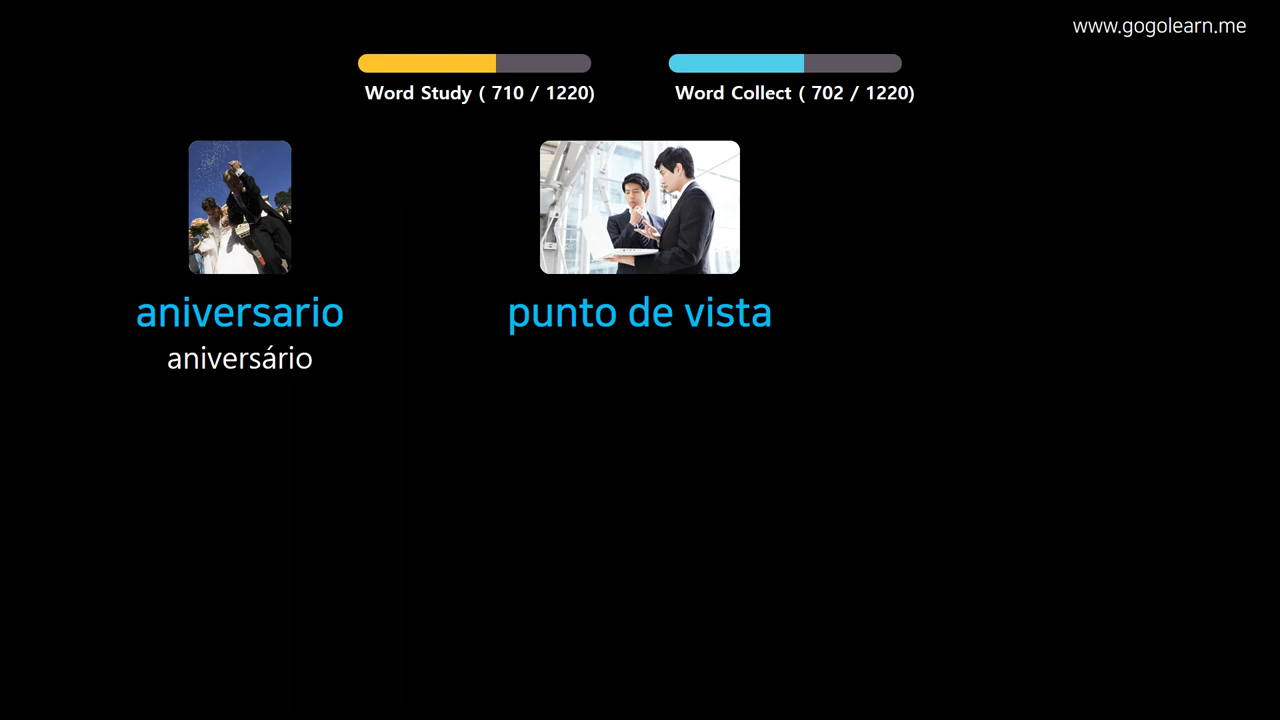 www.gogolearn.me
Word Study ( 710 / 1220)
Word Collect ( 702 / 1220)
aniversario
aniversário
punto de vista